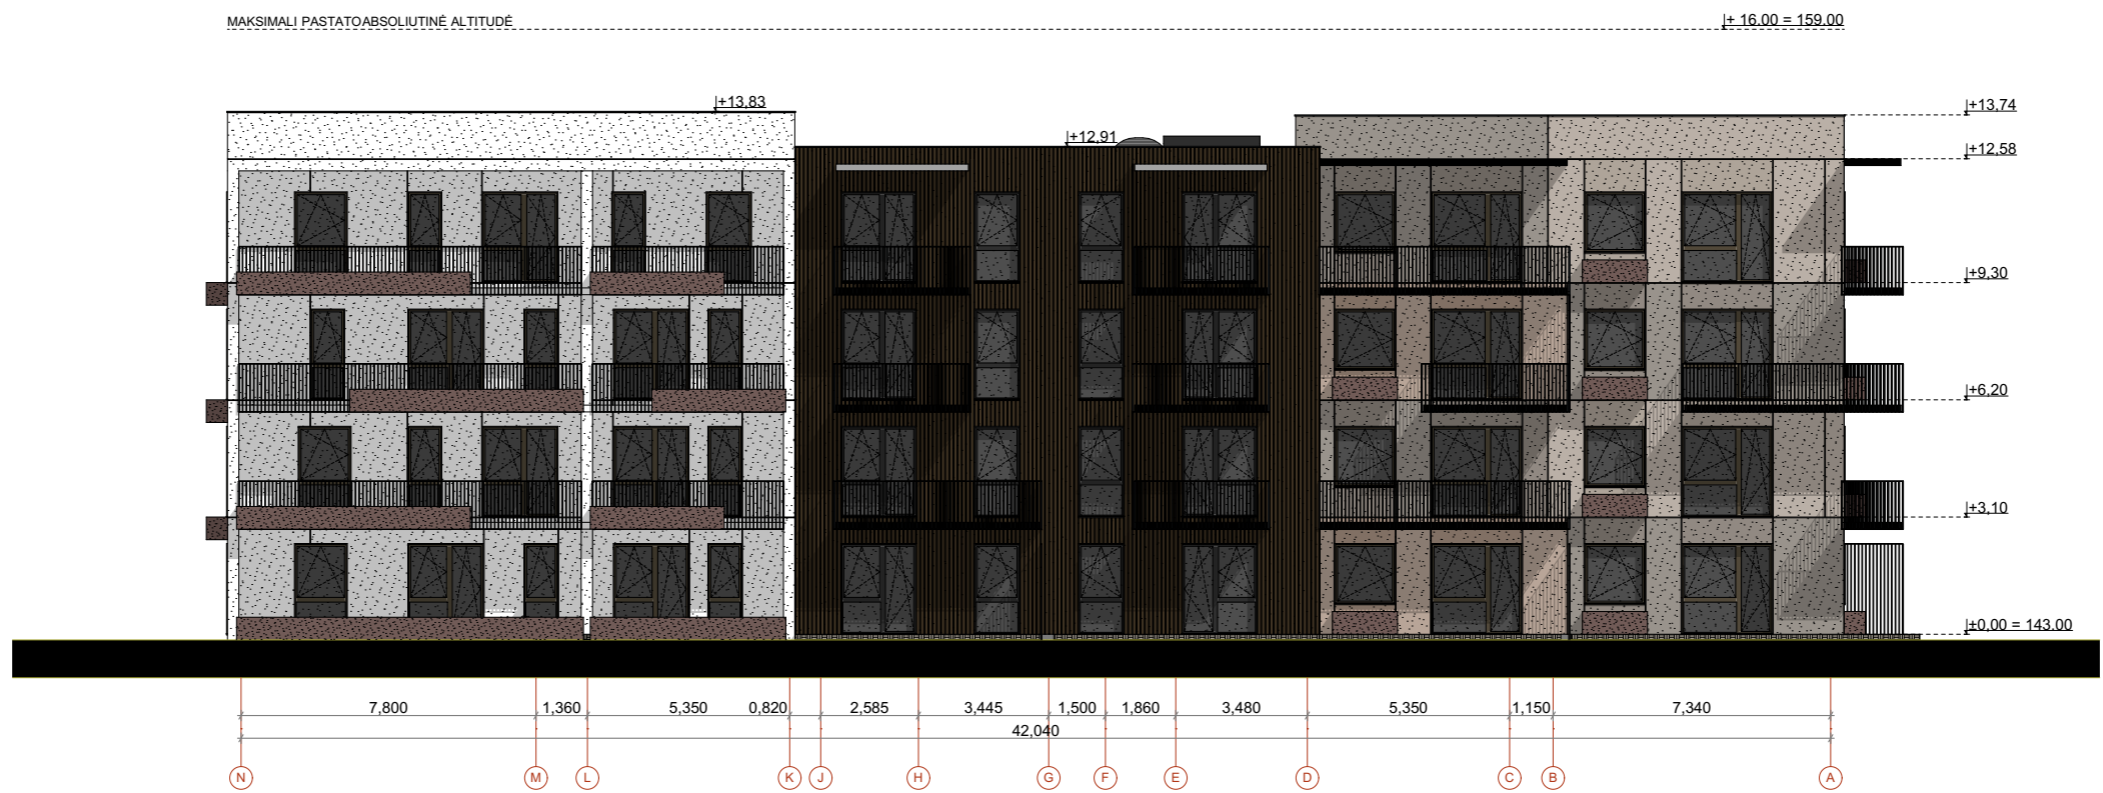 MAKSIMALI PASTATO ABSOLIUTINĖ ALTITUDĖ
+ 16.00 = 159.00
+13,83
+13,74
+12,91
+12,58
+9,30
+6,20
+3,10
±0,00 = 143.00
7,800 1,360 5,350 0,820 2,585 3,445 1,500 1,860 3,480 5,350 1,150 7,340
42,040
N M L K J H G F E D C B A